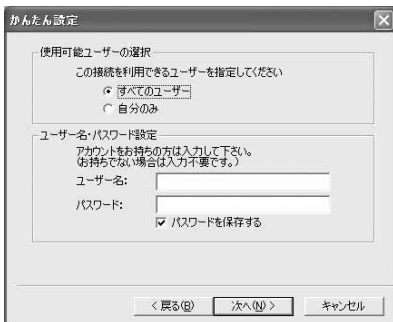 かんたん設定
使用可能ユーザーの選択
この接続を利用できるユーザーを指定してください
すべてのユーザー
自分のみ
ユーザー名・パスワード設定
アカウントをお持ちの方は入力して下さい。
(お持ちでない場合は入力不要です。)
ユーザー名:
パスワード:
パスワードを保存する
< 戻る(B) 次へ(N) > キャンセル